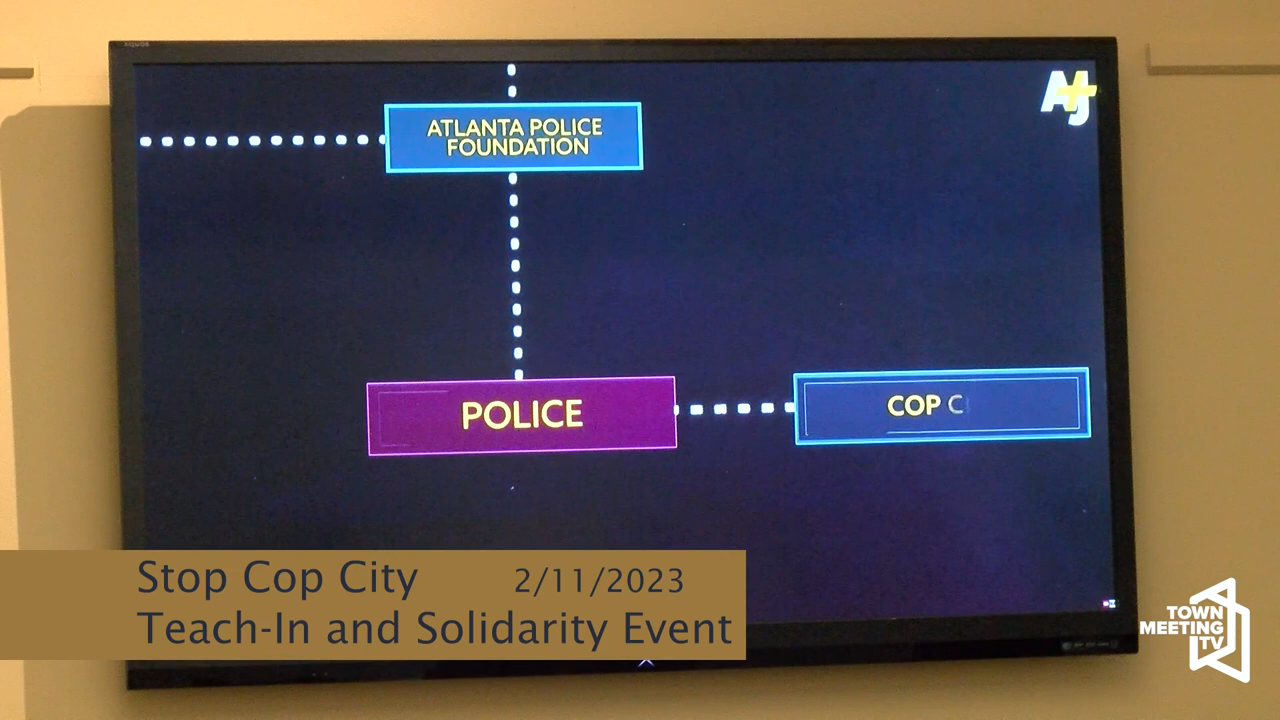 AJ+
ATLANTA POLICE
FOUNDATION
POLICE
COP C
Stop Cop City 2/11/2023
Teach-In and Solidarity Event
TOWN
MEETING
TV